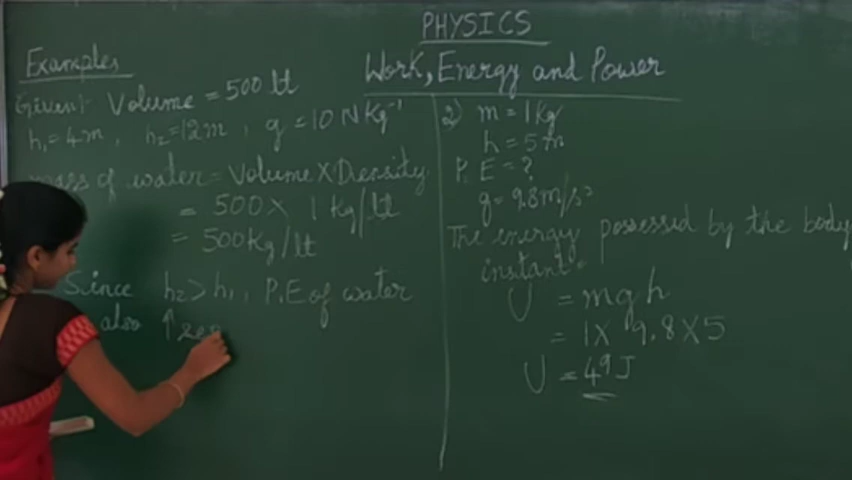 PHYSICS
Work, Energy and Power
Examples
Given:- Volume = 500 lt
h₁ = 4m, h₂ = 12m, g = 10 N Kg⁻¹
mass of water = Volume X Density
= 500 X 1 Kg/lt
= 500 Kg/lt
Since h₂ > h₁, P.E of water
also ↑
2) m = 1 Kg
h = 5 m
P.E = ?
g = 9.8 m/s²
The energy possessed by the body
instant.
U = mgh
= 1 X 9.8 X 5
U = 49 J